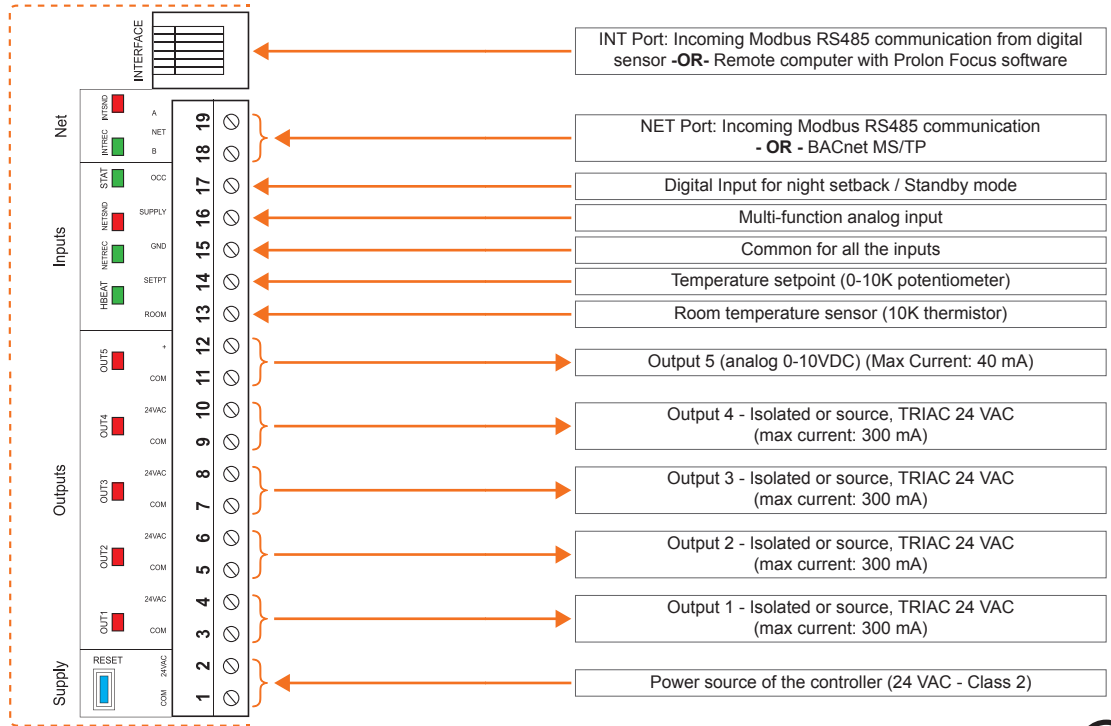 INTERFACE
INT Port: Incoming Modbus RS485 communication from digital
sensor -OR- Remote computer with Prolon Focus software
Net
INTSND
INTREC
A
NET
B
19
18
NET Port: Incoming Modbus RS485 communication
- OR - BACnet MS/TP
Inputs
STAT
OCC
17
Digital Input for night setback / Standby mode
NETSND
SUPPLY
16
Multi-function analog input
NETREC
GND
15
Common for all the inputs
HBEAT
SETPT
14
Temperature setpoint (0-10K potentiometer)
ROOM
13
Room temperature sensor (10K thermistor)
Outputs
OUT5
+
COM
12
11
Output 5 (analog 0-10VDC) (Max Current: 40 mA)
OUT4
24VAC
COM
10
9
Output 4 - Isolated or source, TRIAC 24 VAC
(max current: 300 mA)
OUT3
24VAC
COM
8
7
Output 3 - Isolated or source, TRIAC 24 VAC
(max current: 300 mA)
OUT2
24VAC
COM
6
5
Output 2 - Isolated or source, TRIAC 24 VAC
(max current: 300 mA)
OUT1
24VAC
COM
4
3
Output 1 - Isolated or source, TRIAC 24 VAC
(max current: 300 mA)
Supply
RESET
24VAC
COM
2
1
Power source of the controller (24 VAC - Class 2)